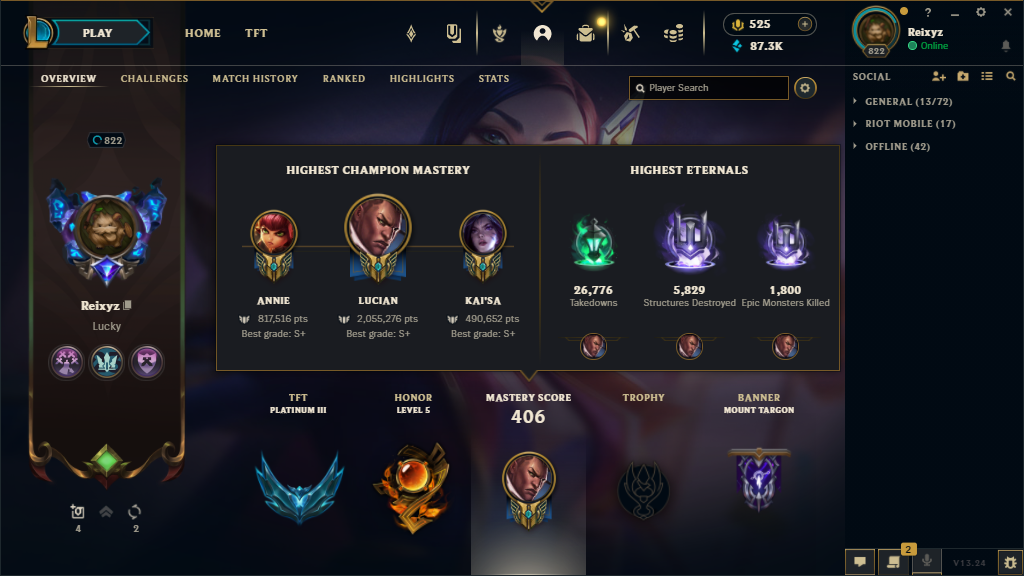 PLAY
HOME
TFT
525
87.3K
822
Reixyz
Online
OVERVIEW
CHALLENGES
MATCH HISTORY
RANKED
HIGHLIGHTS
STATS
Player Search
SOCIAL
GENERAL (13/72)
RIOT MOBILE (17)
OFFLINE (42)
822
Reixyz
Lucky
4
2
HIGHEST CHAMPION MASTERY
ANNIE
817,516 pts
Best grade: S+
LUCIAN
2,055,276 pts
Best grade: S+
KAI'SA
490,652 pts
Best grade: S+
HIGHEST ETERNALS
26,776
Takedowns
5,829
Structures Destroyed
1,800
Epic Monsters Killed
TFT
PLATINUM III
HONOR
LEVEL 5
MASTERY SCORE
406
TROPHY
BANNER
MOUNT TARGON
2
V13.24